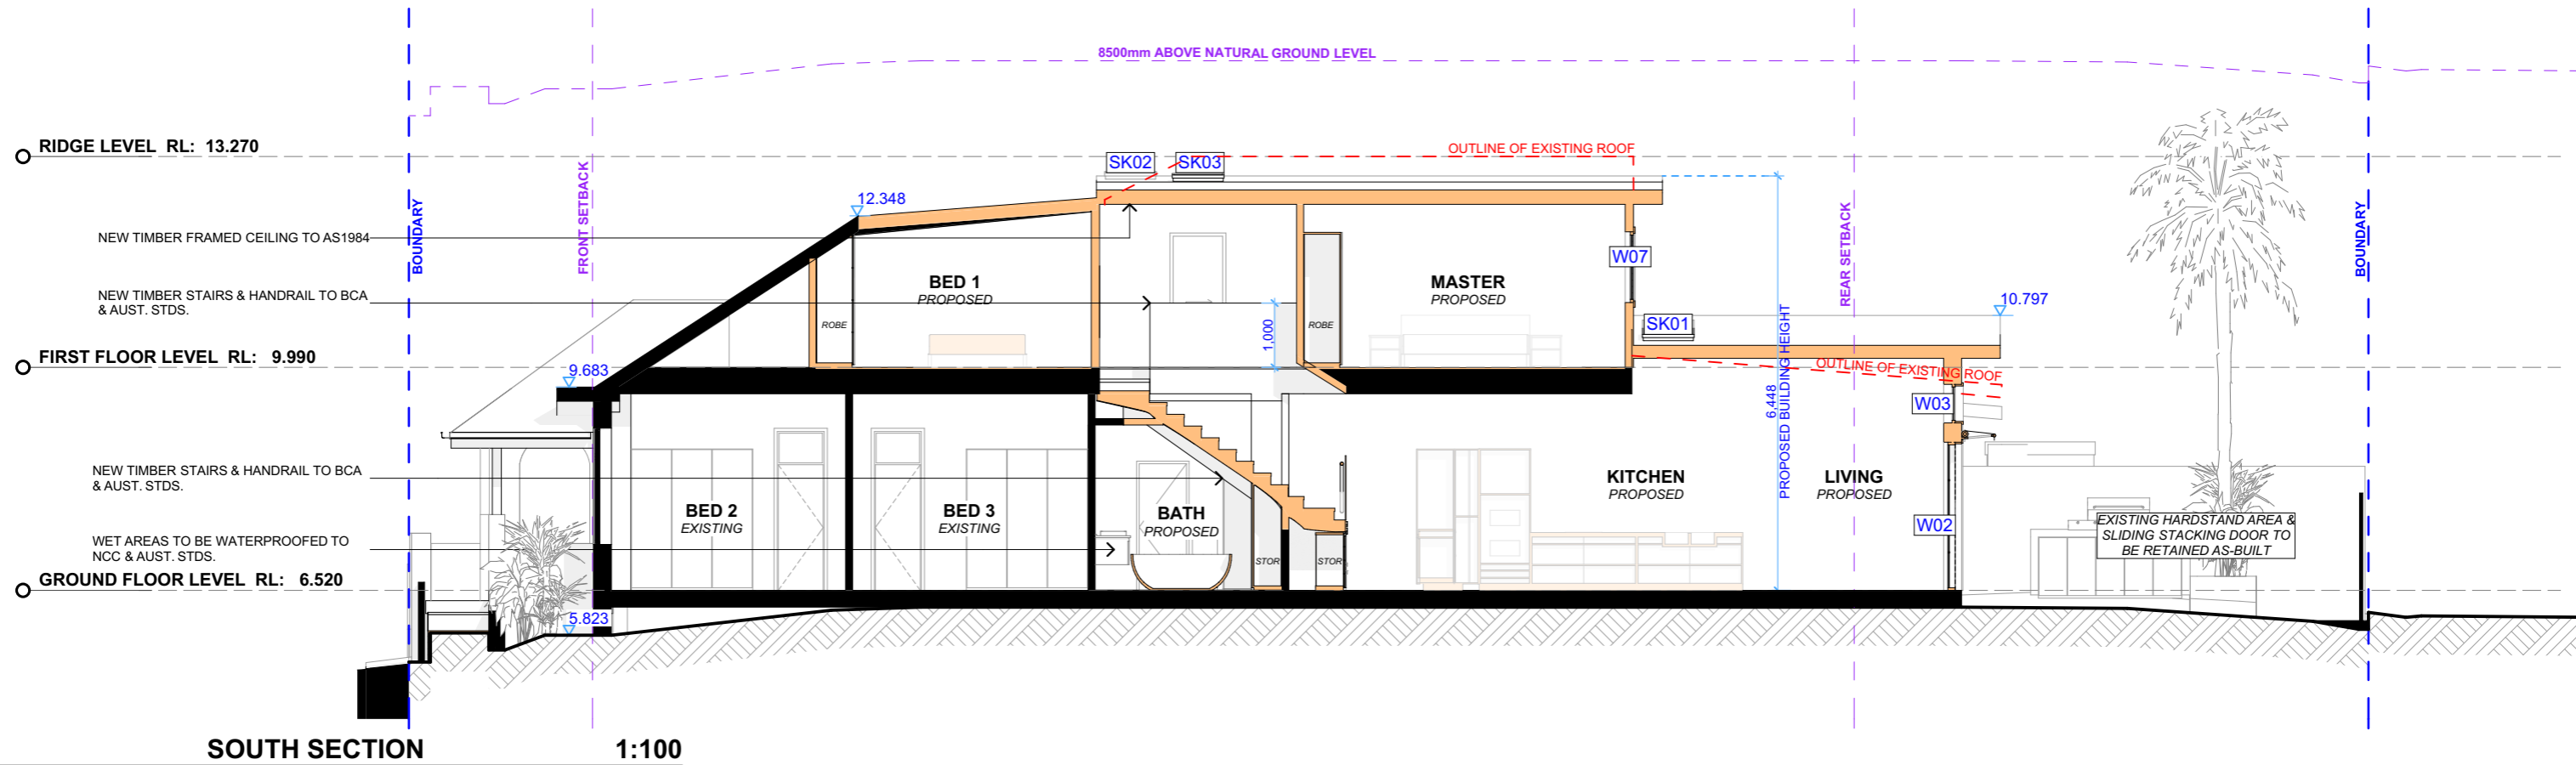 8500mm ABOVE NATURAL GROUND LEVEL
RIDGE LEVEL RL: 13.270
SK02
SK03
OUTLINE OF EXISTING ROOF
BOUNDARY
FRONT SETBACK
12.348
NEW TIMBER FRAMED CEILING TO AS1984
REAR SETBACK
BOUNDARY
W07
BED 1
PROPOSED
MASTER
PROPOSED
NEW TIMBER STAIRS & HANDRAIL TO BCA
& AUST. STDS.
ROBE
1,000
ROBE
SK01
10.797
FIRST FLOOR LEVEL RL: 9.990
9.683
OUTLINE OF EXISTING ROOF
6,448
PROPOSED BUILDING HEIGHT
W03
NEW TIMBER STAIRS & HANDRAIL TO BCA
& AUST. STDS.
KITCHEN
PROPOSED
LIVING
PROPOSED
BED 2
EXISTING
BED 3
EXISTING
BATH
PROPOSED
W02
EXISTING HARDSTAND AREA &
SLIDING STACKING DOOR TO
BE RETAINED AS-BUILT
WET AREAS TO BE WATERPROOFED TO
NCC & AUST. STDS.
STOR
STOR
GROUND FLOOR LEVEL RL: 6.520
5.823
SOUTH SECTION 1:100